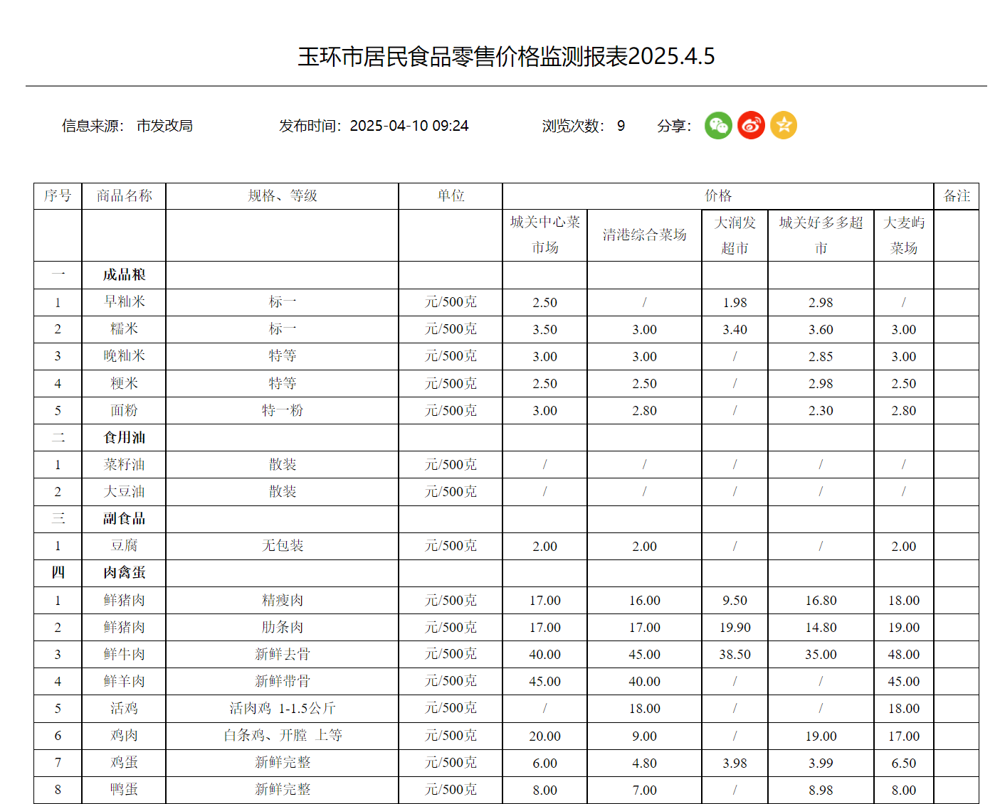 玉环市居民食品零售价格监测报表2025.4.5
信息来源： 市发改局 发布时间：2025-04-10 09:24 浏览次数： 9 分享：
序号 商品名称 规格、等级 单位 价格 备注
城关中心菜市场 清港综合菜场 大润发超市 城关好多多超市 大麦屿菜场
一 成品粮
1 早籼米 标一 元/500克 2.50 / 1.98 2.98 /
2 糯米 标一 元/500克 3.50 3.00 3.40 3.60 3.00
3 晚籼米 特等 元/500克 3.00 3.00 / 2.85 3.00
4 粳米 特等 元/500克 2.50 2.50 / 2.98 2.50
5 面粉 特一粉 元/500克 3.00 2.80 / 2.30 2.80
二 食用油
1 菜籽油 散装 元/500克 / / / / /
2 大豆油 散装 元/500克 / / / / /
三 副食品
1 豆腐 无包装 元/500克 2.00 2.00 / / 2.00
四 肉禽蛋
1 鲜猪肉 精瘦肉 元/500克 17.00 16.00 9.50 16.80 18.00
2 鲜猪肉 肋条肉 元/500克 17.00 17.00 19.90 14.80 19.00
3 鲜牛肉 新鲜去骨 元/500克 40.00 45.00 38.50 35.00 48.00
4 鲜羊肉 新鲜带骨 元/500克 45.00 40.00 / / 45.00
5 活鸡 活肉鸡 1-1.5公斤 元/500克 / 18.00 / / 18.00
6 鸡肉 白条鸡、开膛 上等 元/500克 20.00 9.00 / 19.00 17.00
7 鸡蛋 新鲜完整 元/500克 6.00 4.80 3.98 3.99 6.50
8 鸭蛋 新鲜完整 元/500克 8.00 7.00 / 8.98 8.00